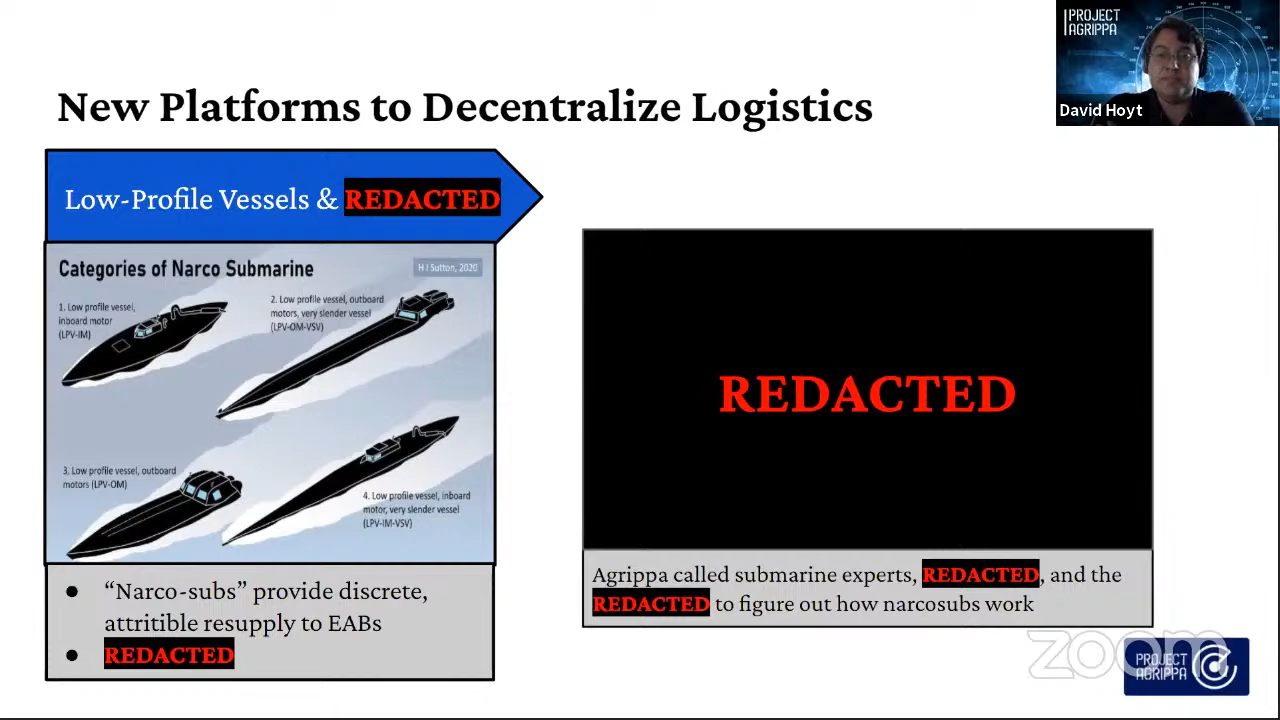 PROJECT
AGRIPPA
David Hoyt
New Platforms to Decentralize Logistics
Low-Profile Vessels & REDACTED
Categories of Narco Submarine
H I Sutton, 2020
1. Low profile vessel,
inboard motor
(LPV-IM)
2. Low profile vessel, outboard
motors, very slender vessel
(LPV-OM-VSV)
3. Low profile vessel, outboard
motors (LPV-OM)
4. Low profile vessel, inboard
motor, very slender vessel
(LPV-IM-VSV)
● “Narco-subs” provide discrete,
attritible resupply to EABs
● REDACTED
REDACTED
Agrippa called submarine experts, REDACTED, and the
REDACTED to figure out how narcosubs work
zoom
PROJECT
AGRIPPA